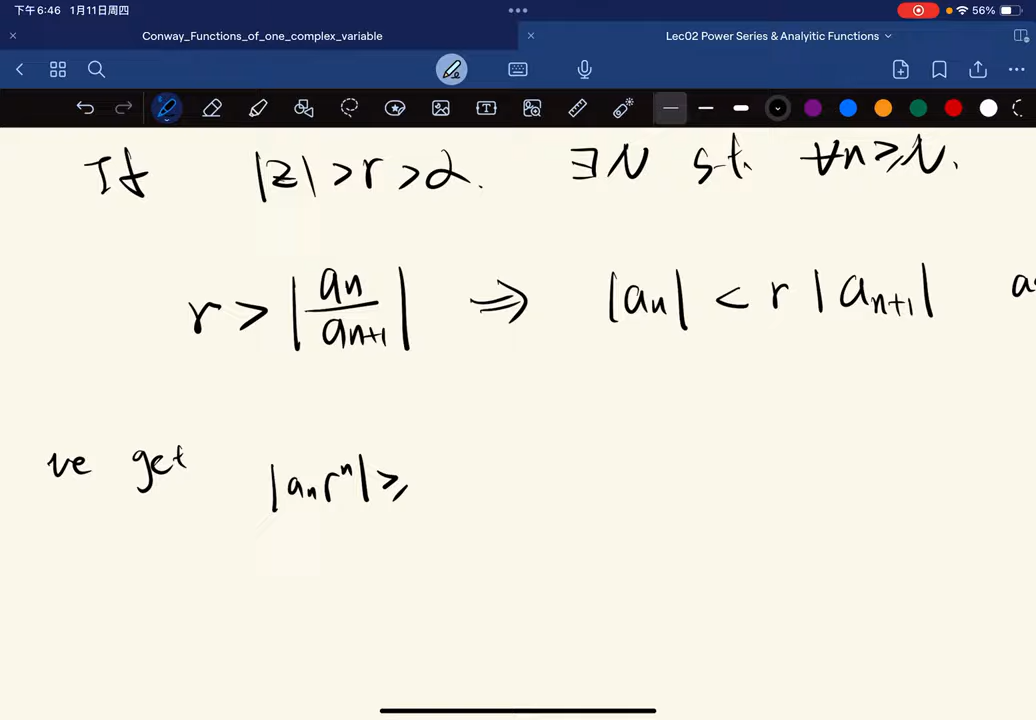 下午6:46 1月11日周四 56%
Conway_Functions_of_one_complex_variable Lec02 Power Series & Analyitic Functions
If |z| > r > α. ∃N s.t. ∀n ≥ N.
r > |an/an+1| ⇒ |an| < r |an+1|
we get |anrⁿ| ≥